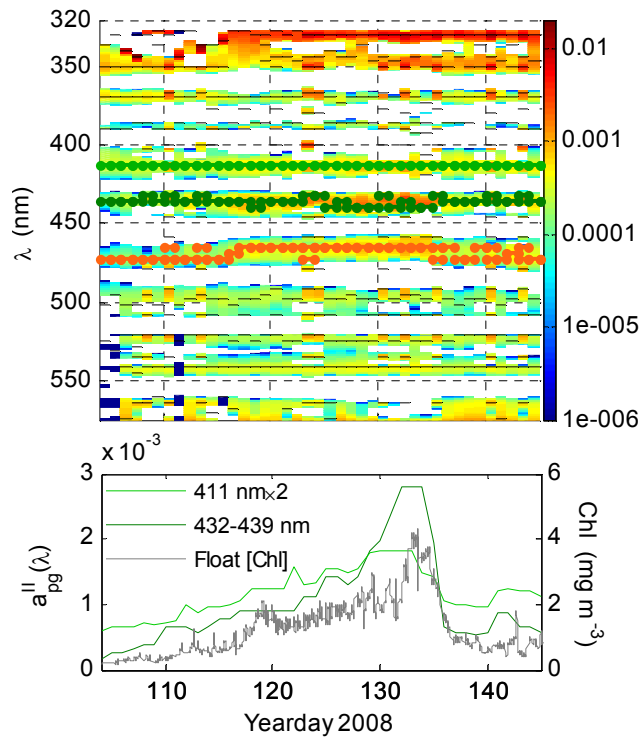 320
350
400
450
500
550
λ (nm)
0.01
0.001
0.0001
1e-005
1e-006
x 10⁻³
3
2
1
0
a^II_pg(λ)
411 nm×2
432-439 nm
Float [Chl]
6
4
2
0
Chl (mg m⁻³)
110 120 130 140
Yearday 2008